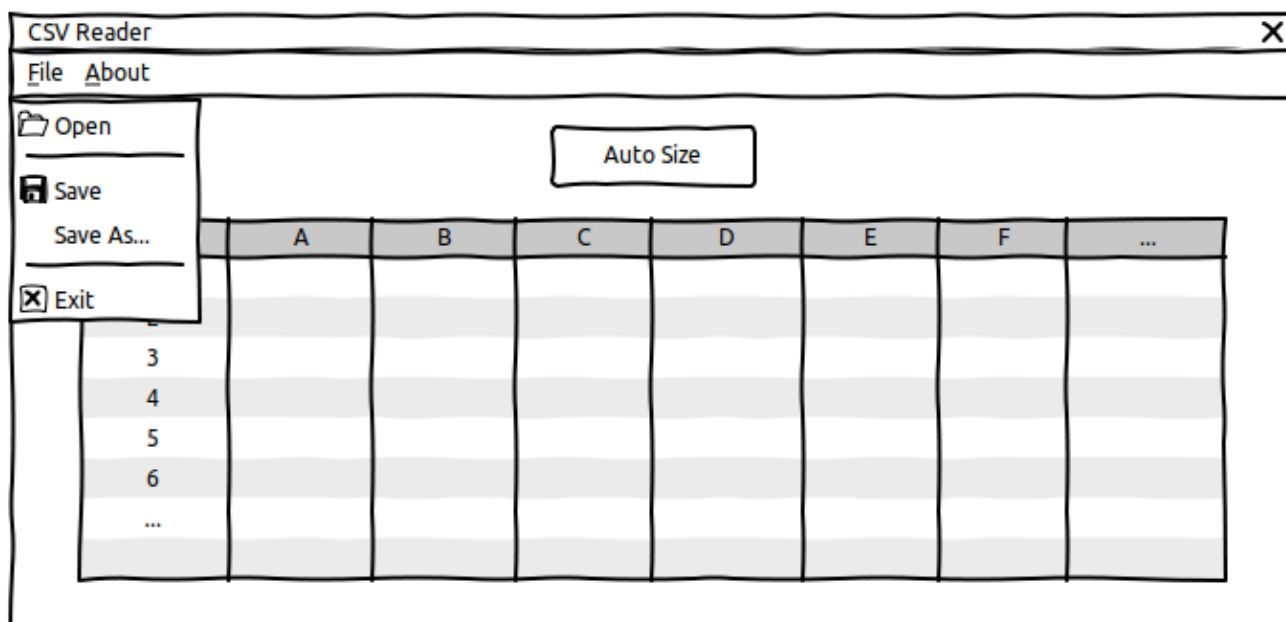 CSV Reader
File About
Open
Auto Size
Save
Save As...
A B C D E F ...
Exit
3
4
5
6
...